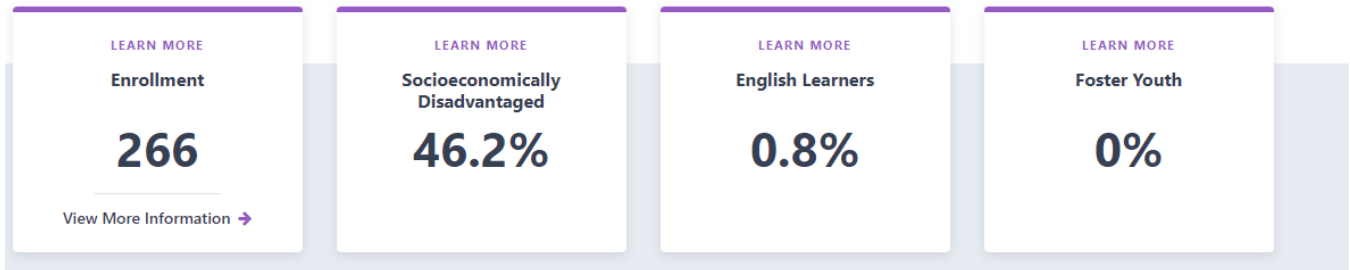 LEARN MORE
Enrollment
266
View More Information
LEARN MORE
Socioeconomically
Disadvantaged
46.2%
LEARN MORE
English Learners
0.8%
LEARN MORE
Foster Youth
0%